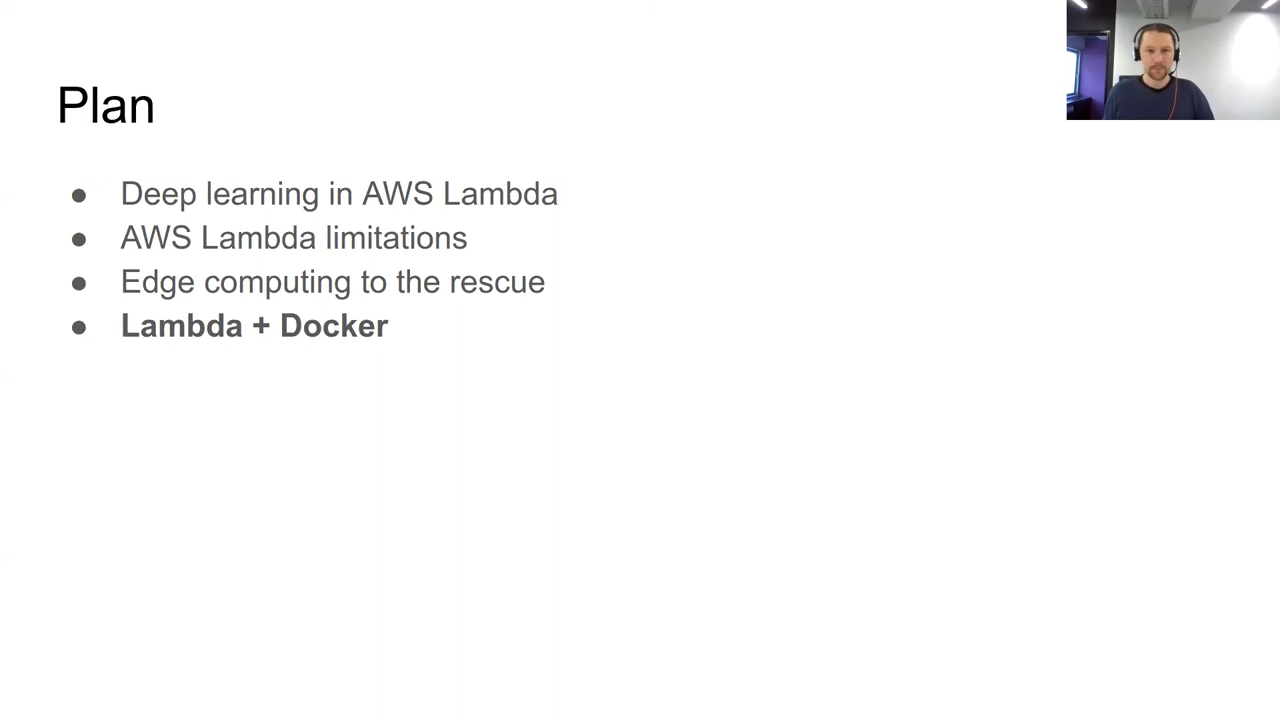 Plan
● Deep learning in AWS Lambda
● AWS Lambda limitations
● Edge computing to the rescue
● Lambda + Docker